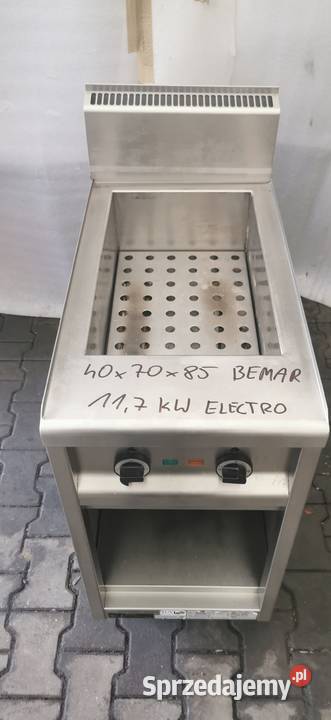 40x70x85 BEMAR
11,7 KW ELECTRO
Sprzedajemy.pl